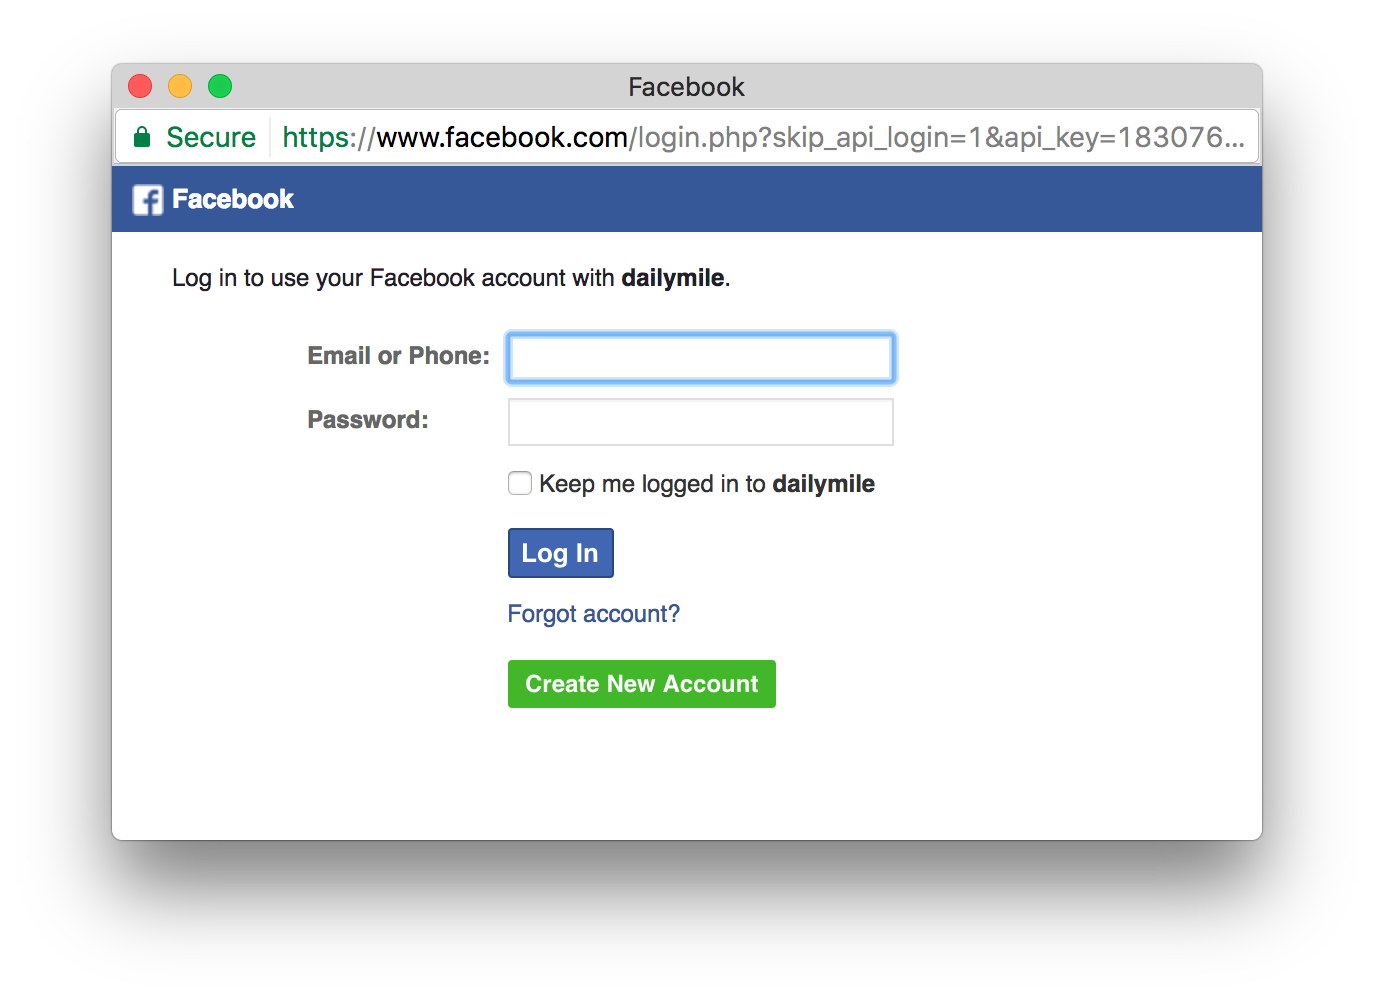 Facebook
Secure https://www.facebook.com/login.php?skip_api_login=1&api_key=183076...
Facebook
Log in to use your Facebook account with dailymile.
Email or Phone:
Password:
Keep me logged in to dailymile
Log In
Forgot account?
Create New Account